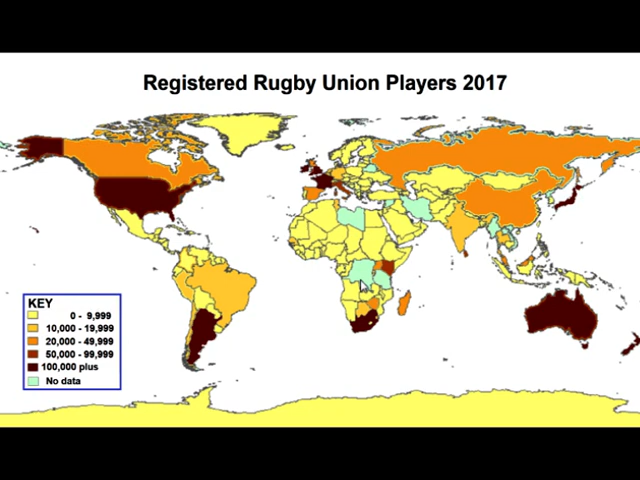 Registered Rugby Union Players 2017
KEY
0 - 9,999
10,000 - 19,999
20,000 - 49,999
50,000 - 99,999
100,000 plus
No data